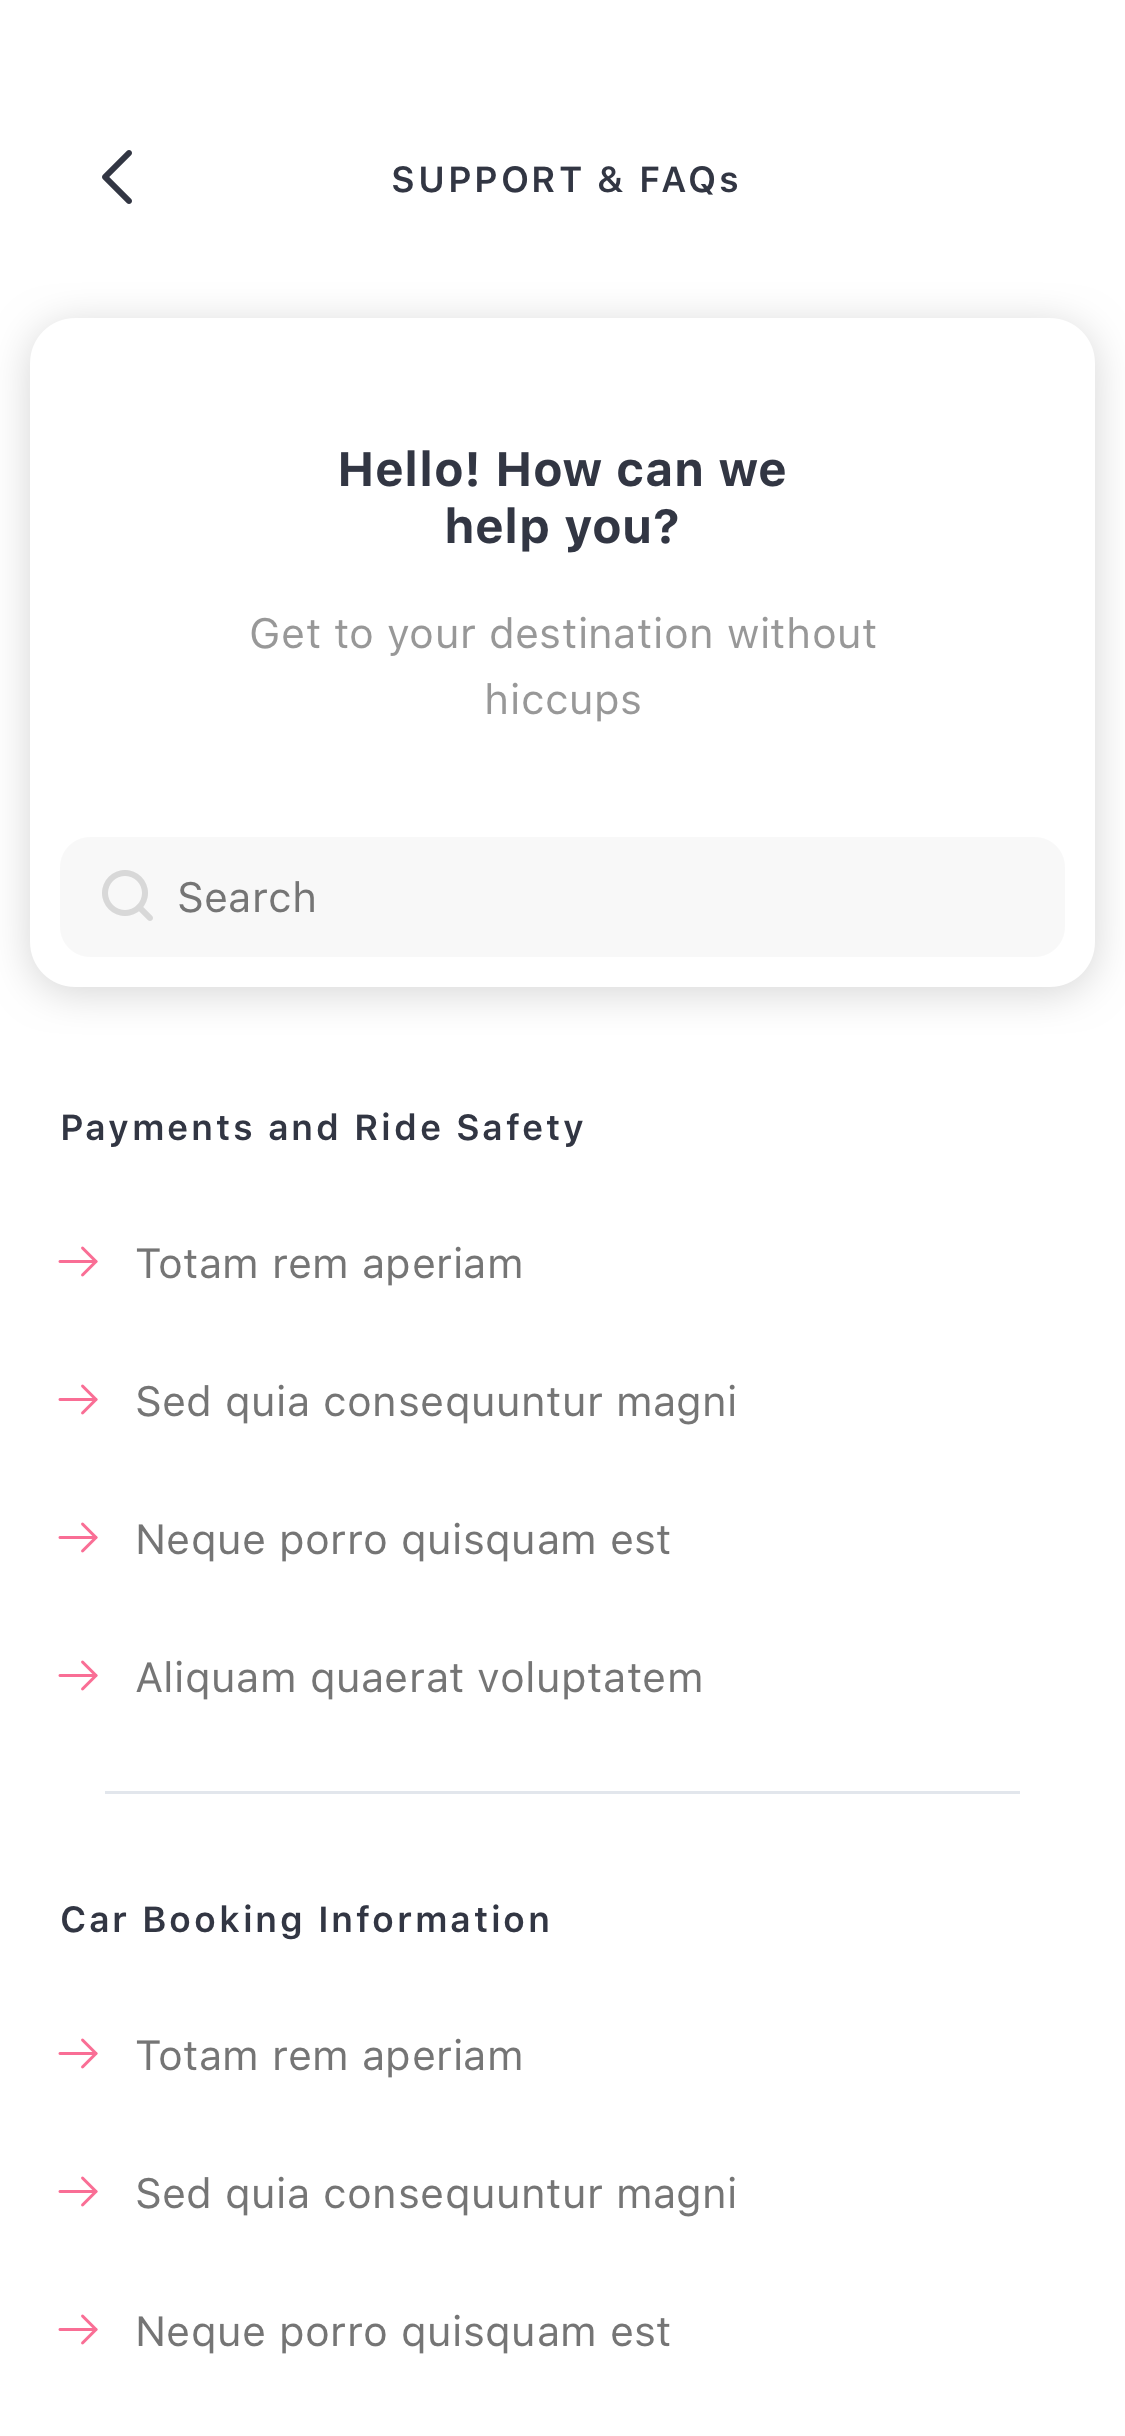 SUPPORT & FAQs
Hello! How can we
help you?
Get to your destination without
hiccups
Search
Payments and Ride Safety
Totam rem aperiam
Sed quia consequuntur magni
Neque porro quisquam est
Aliquam quaerat voluptatem
Car Booking Information
Totam rem aperiam
Sed quia consequuntur magni
Neque porro quisquam est